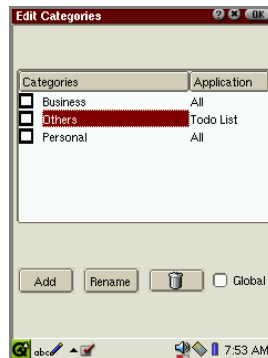 Edit Categories ? OK
Categories Application
Business All
Others Todo List
Personal All
Add Rename Global
abc 7:53 AM